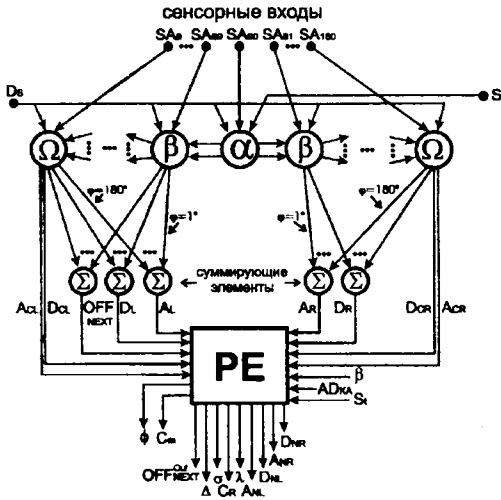 сенсорные входы
SA₀ ••• SA₈₉ SA₉₀ SA₉₁ ••• SA₁₈₀
Ds S
Ω ••• β α β ••• Ω
φ=180° φ=1° φ=1° φ=180°
••• ••• ••• •••
Σ Σ Σ суммирующие элементы Σ Σ
ACL DCL OFF NEXT DL AL AR DR DCR ACR
PE
β
ADKA
St
ϕ Cm
OFF OUT NEXT Δ σ CR λ ANL DNL ANR DNR